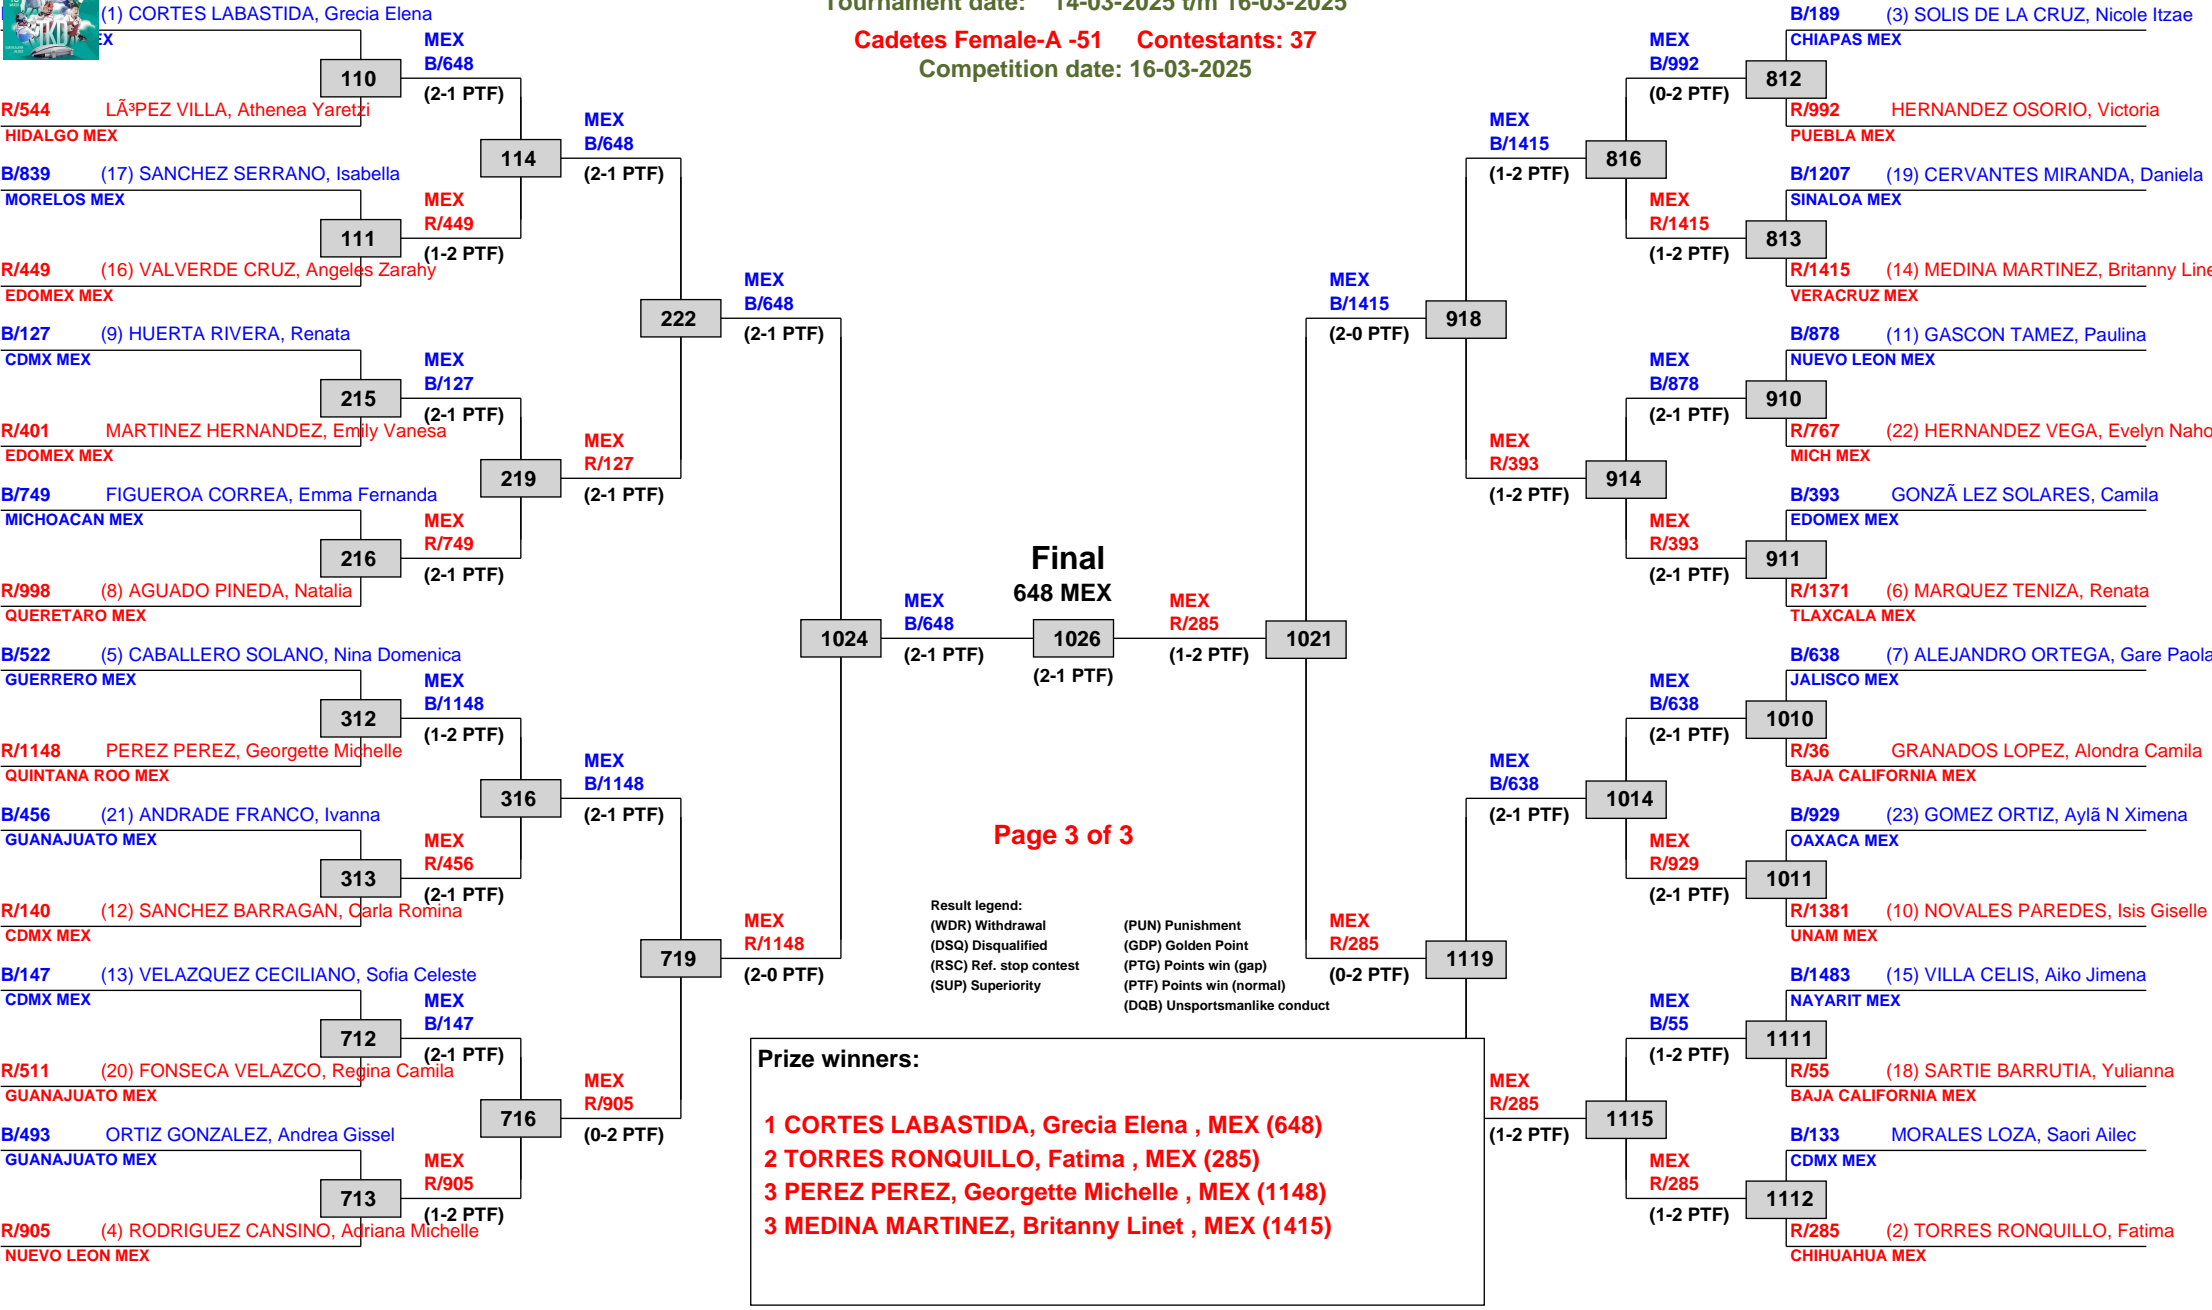 Tournament date: 14-03-2025 t/m 16-03-2025
Cadetes Female-A -51 Contestants: 37
Competition date: 16-03-2025
(1) CORTES LABASTIDA, Grecia Elena
EX
R/544 LÃ³PEZ VILLA, Athenea Yaretzi
HIDALGO MEX
B/839 (17) SANCHEZ SERRANO, Isabella
MORELOS MEX
R/449 (16) VALVERDE CRUZ, Angeles Zarahy
EDOMEX MEX
B/127 (9) HUERTA RIVERA, Renata
CDMX MEX
R/401 MARTINEZ HERNANDEZ, Emily Vanesa
EDOMEX MEX
B/749 FIGUEROA CORREA, Emma Fernanda
MICHOACAN MEX
R/998 (8) AGUADO PINEDA, Natalia
QUERETARO MEX
B/522 (5) CABALLERO SOLANO, Nina Domenica
GUERRERO MEX
R/1148 PEREZ PEREZ, Georgette Michelle
QUINTANA ROO MEX
B/456 (21) ANDRADE FRANCO, Ivanna
GUANAJUATO MEX
R/140 (12) SANCHEZ BARRAGAN, Carla Romina
CDMX MEX
B/147 (13) VELAZQUEZ CECILIANO, Sofia Celeste
CDMX MEX
R/511 (20) FONSECA VELAZCO, Regina Camila
GUANAJUATO MEX
B/493 ORTIZ GONZALEZ, Andrea Gissel
GUANAJUATO MEX
R/905 (4) RODRIGUEZ CANSINO, Adriana Michelle
NUEVO LEON MEX
110
MEX
B/648
(2-1 PTF)
111
MEX
R/449
(1-2 PTF)
215
MEX
B/127
(2-1 PTF)
216
MEX
R/749
(2-1 PTF)
312
MEX
B/1148
(1-2 PTF)
313
MEX
R/456
(2-1 PTF)
712
MEX
B/147
(2-1 PTF)
713
MEX
R/905
(1-2 PTF)
114
MEX
B/648
(2-1 PTF)
219
MEX
R/127
(2-1 PTF)
316
MEX
B/1148
(2-1 PTF)
716
MEX
R/905
(0-2 PTF)
222
MEX
B/648
(2-1 PTF)
719
MEX
R/1148
(2-0 PTF)
1024
MEX
B/648
(2-1 PTF)
Final
648 MEX
1026
(2-1 PTF)
MEX
R/285
(1-2 PTF)
1021
MEX
B/1415
(2-0 PTF)
918
MEX
R/285
(0-2 PTF)
1119
MEX
B/1415
(1-2 PTF)
816
MEX
R/393
(1-2 PTF)
914
MEX
B/638
(2-1 PTF)
1014
MEX
R/285
(1-2 PTF)
1115
MEX
B/992
(0-2 PTF)
812
MEX
R/1415
(1-2 PTF)
813
MEX
B/878
(2-1 PTF)
910
MEX
R/393
(2-1 PTF)
911
MEX
B/638
(2-1 PTF)
1010
MEX
R/929
(2-1 PTF)
1011
MEX
B/55
(1-2 PTF)
1111
MEX
R/285
(1-2 PTF)
1112
B/189 (3) SOLIS DE LA CRUZ, Nicole Itzae
CHIAPAS MEX
R/992 HERNANDEZ OSORIO, Victoria
PUEBLA MEX
B/1207 (19) CERVANTES MIRANDA, Daniela
SINALOA MEX
R/1415 (14) MEDINA MARTINEZ, Britanny Line
VERACRUZ MEX
B/878 (11) GASCON TAMEZ, Paulina
NUEVO LEON MEX
R/767 (22) HERNANDEZ VEGA, Evelyn Naho
MICH MEX
B/393 GONZÃ LEZ SOLARES, Camila
EDOMEX MEX
R/1371 (6) MARQUEZ TENIZA, Renata
TLAXCALA MEX
B/638 (7) ALEJANDRO ORTEGA, Gare Paola
JALISCO MEX
R/36 GRANADOS LOPEZ, Alondra Camila
BAJA CALIFORNIA MEX
B/929 (23) GOMEZ ORTIZ, Aylã N Ximena
OAXACA MEX
R/1381 (10) NOVALES PAREDES, Isis Giselle
UNAM MEX
B/1483 (15) VILLA CELIS, Aiko Jimena
NAYARIT MEX
R/55 (18) SARTIE BARRUTIA, Yulianna
BAJA CALIFORNIA MEX
B/133 MORALES LOZA, Saori Ailec
CDMX MEX
R/285 (2) TORRES RONQUILLO, Fatima
CHIHUAHUA MEX
Page 3 of 3
Result legend:
(WDR) Withdrawal (PUN) Punishment
(DSQ) Disqualified (GDP) Golden Point
(RSC) Ref. stop contest (PTG) Points win (gap)
(SUP) Superiority (PTF) Points win (normal)
(DQB) Unsportsmanlike conduct
Prize winners:
1 CORTES LABASTIDA, Grecia Elena , MEX (648)
2 TORRES RONQUILLO, Fatima , MEX (285)
3 PEREZ PEREZ, Georgette Michelle , MEX (1148)
3 MEDINA MARTINEZ, Britanny Linet , MEX (1415)
TKD